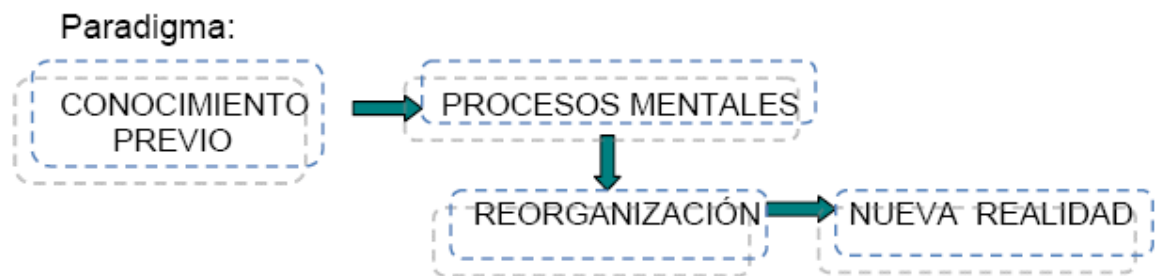 Paradigma:
CONOCIMIENTO
PREVIO
PROCESOS MENTALES
REORGANIZACIÓN
NUEVA REALIDAD